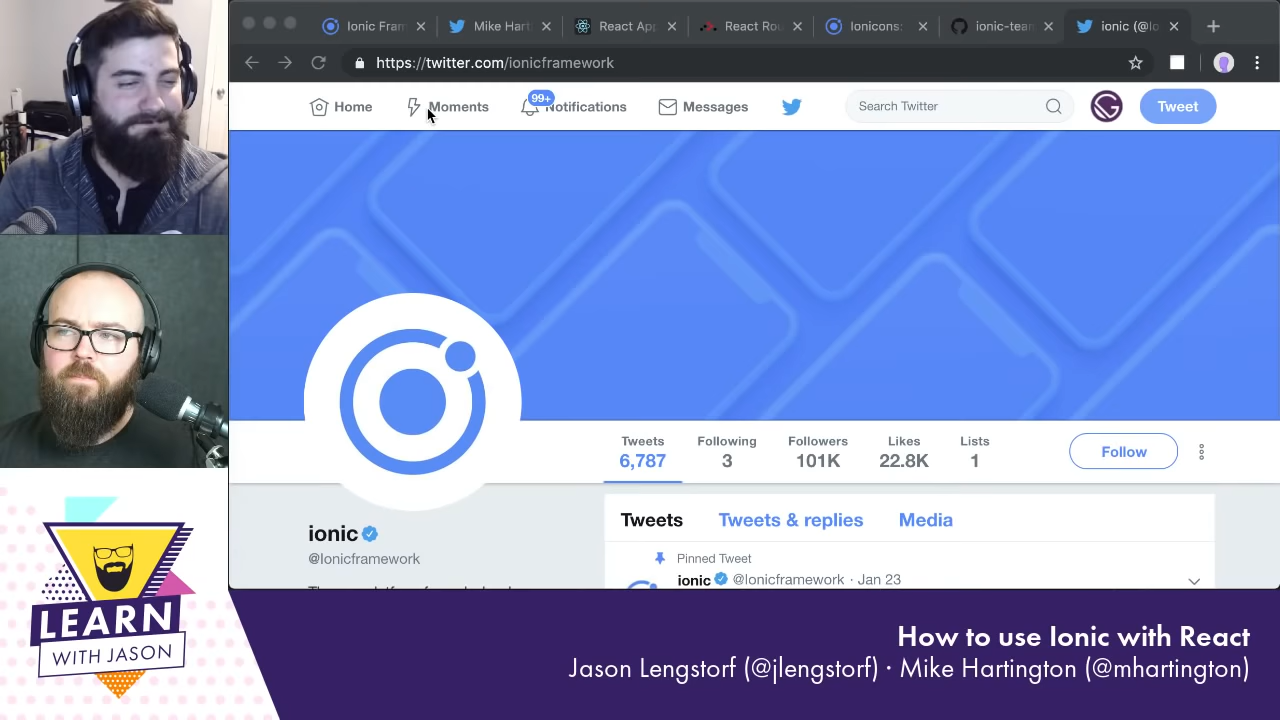 Ionic Fram
Mike Hart
React App
React Rou
Ionicons:
ionic-team
ionic (@Io
https://twitter.com/ionicframework
Home
Moments
99+
Notifications
Messages
Search Twitter
Tweet
Tweets
6,787
Following
3
Followers
101K
Likes
22.8K
Lists
1
Follow
ionic
@Ionicframework
Tweets
Tweets & replies
Media
Pinned Tweet
ionic @Ionicframework · Jan 23
LEARN
WITH JASON
How to use Ionic with React
Jason Lengstorf (@jlengstorf) · Mike Hartington (@mhartington)